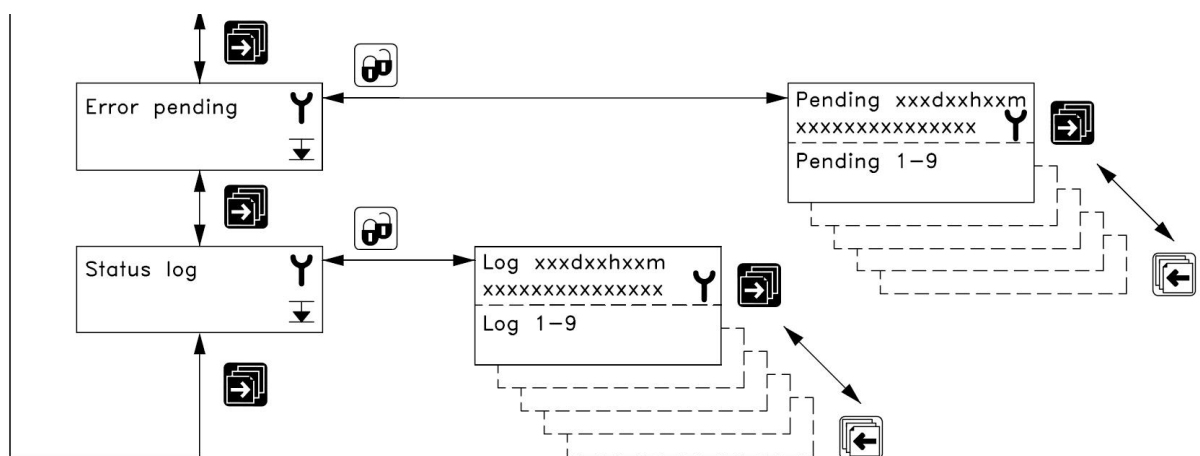 Error pending
Pending xxxdxxhxxm
xxxxxxxxxxxxxxx
Pending 1–9
Status log
Log xxxdxxhxxm
xxxxxxxxxxxxxxx
Log 1–9